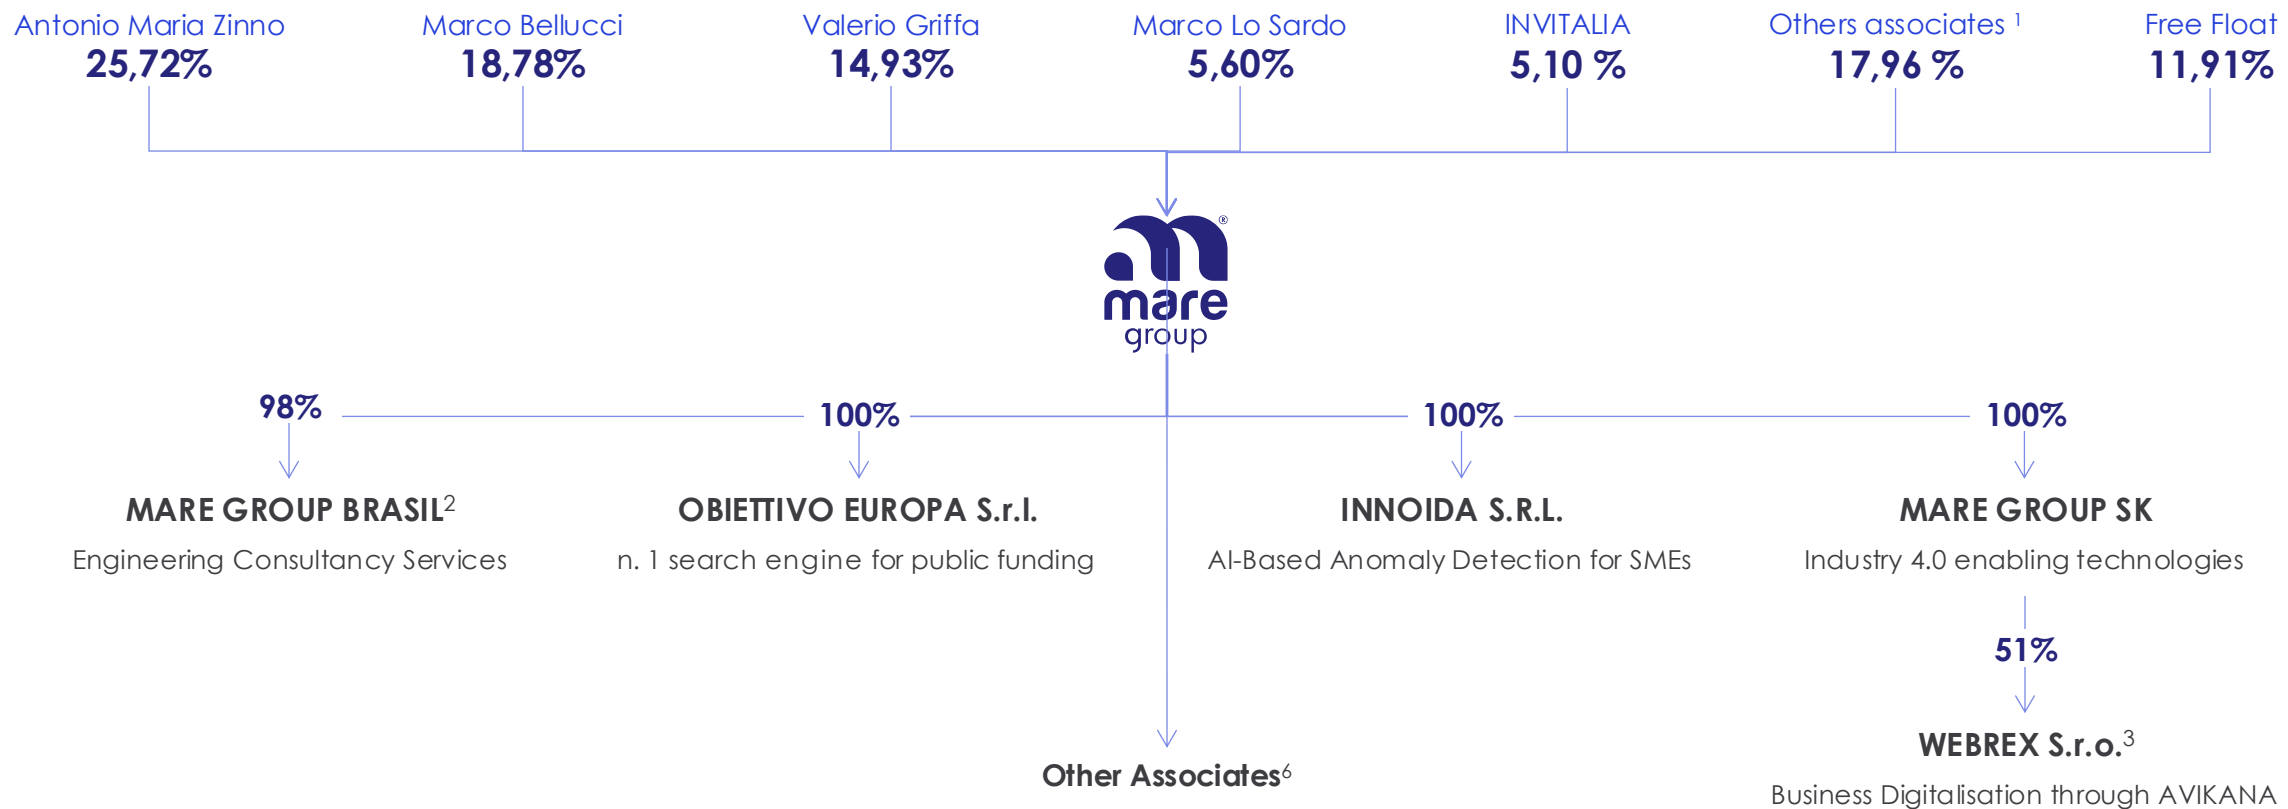 Antonio Maria Zinno
25,72%
Marco Bellucci
18,78%
Valerio Griffa
14,93%
Marco Lo Sardo
5,60%
INVITALIA
5,10 %
Others associates ¹
17,96 %
Free Float
11,91%
®
mare
group
98%
100%
100%
100%
MARE GROUP BRASIL²
Engineering Consultancy Services
OBIETTIVO EUROPA S.r.l.
n. 1 search engine for public funding
INNOIDA S.R.L.
AI-Based Anomaly Detection for SMEs
MARE GROUP SK
Industry 4.0 enabling technologies
51%
WEBREX S.r.o.³
Business Digitalisation through AVIKANA
Other Associates⁶